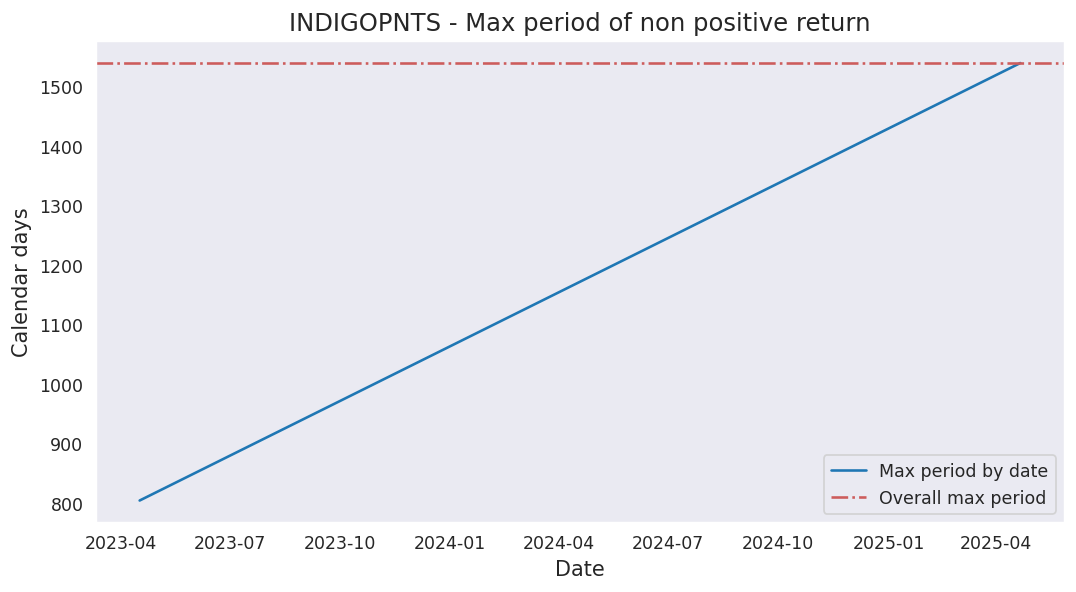 INDIGOPNTS - Max period of non positive return
Calendar days
1500
1400
1300
1200
1100
1000
900
800
Max period by date
Overall max period
2023-04 2023-07 2023-10 2024-01 2024-04 2024-07 2024-10 2025-01 2025-04
Date